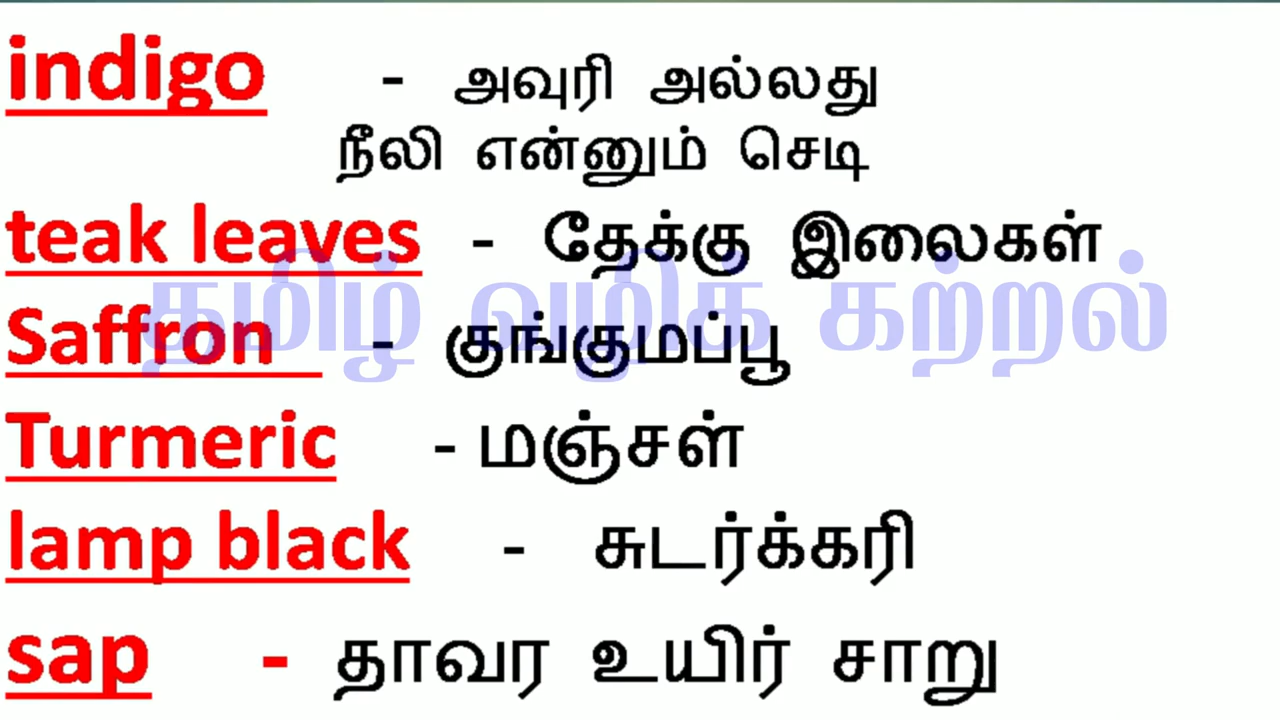 indigo - அவுரி அல்லது
நீலி என்னும் செடி
teak leaves - தேக்கு இலைகள்
தமிழ் வழிக் கற்றல்
Saffron - குங்குமப்பூ
Turmeric - மஞ்சள்
lamp black - சுடர்க்கரி
sap - தாவர உயிர் சாறு